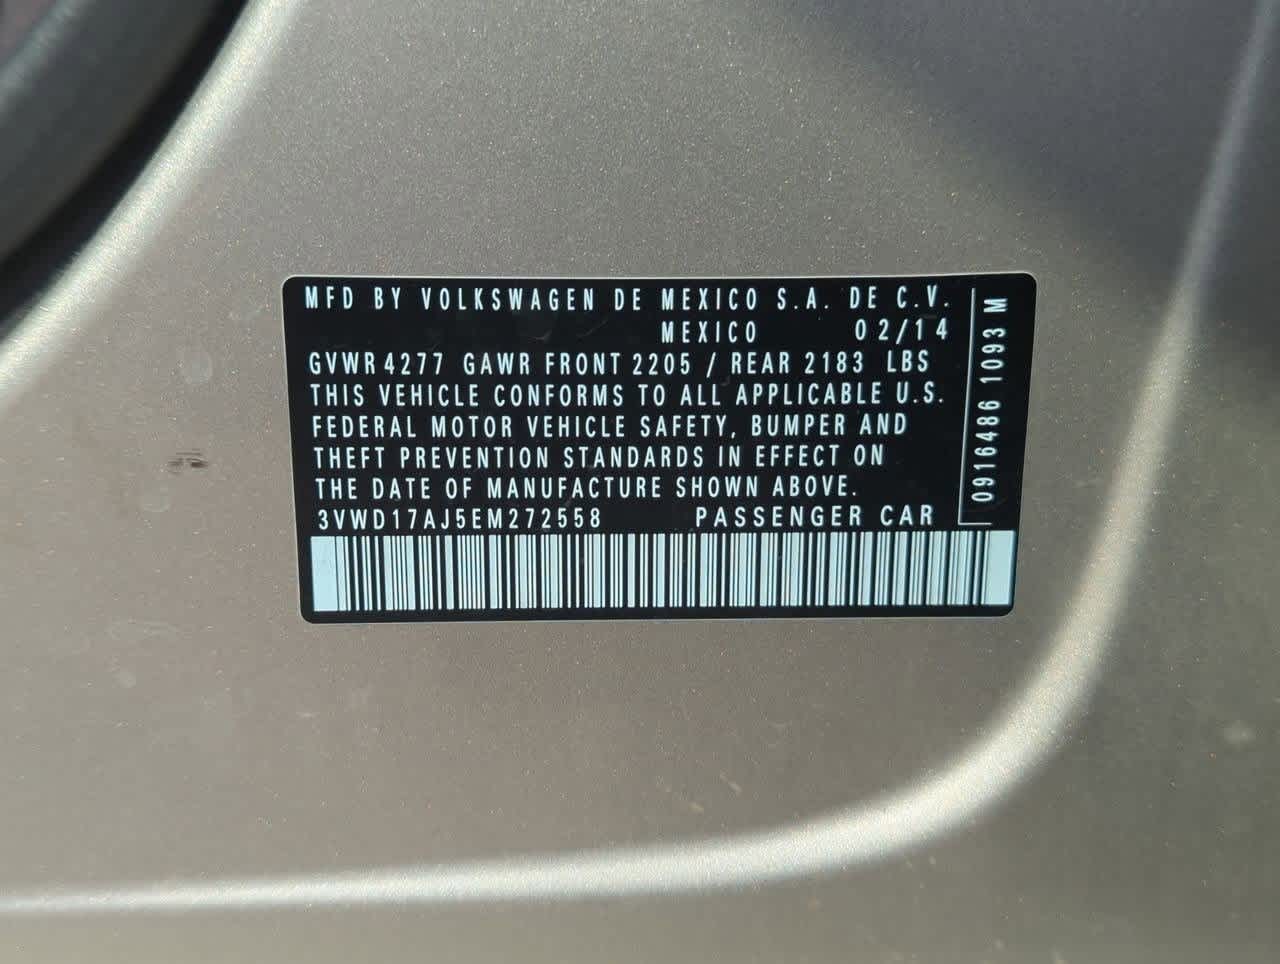 MFD BY VOLKSWAGEN DE MEXICO S.A. DE C.V.
MEXICO 02/14
GVWR 4277 GAWR FRONT 2205 / REAR 2183 LBS
THIS VEHICLE CONFORMS TO ALL APPLICABLE U.S.
FEDERAL MOTOR VEHICLE SAFETY, BUMPER AND
THEFT PREVENTION STANDARDS IN EFFECT ON
THE DATE OF MANUFACTURE SHOWN ABOVE.
3VWD17AJ5EM272558 PASSENGER CAR
0916486 1093 M